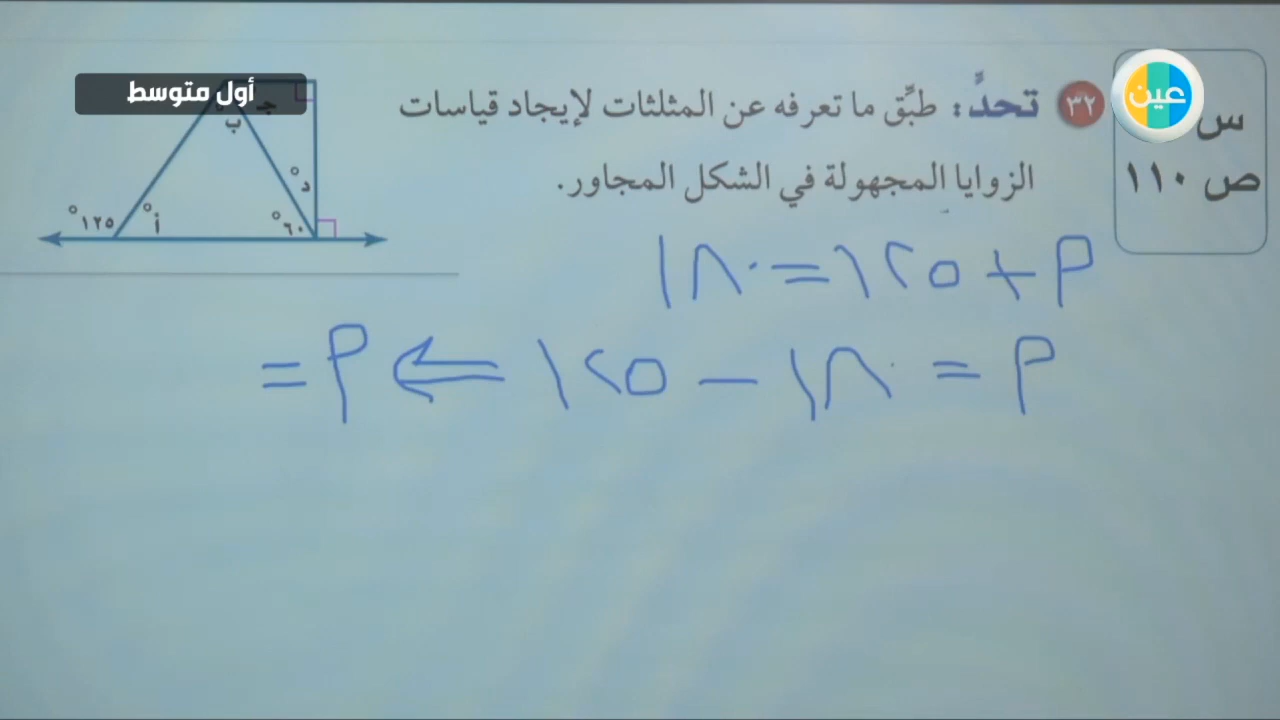 أول متوسط
عين
س
ص ١١٠
٣٢ تحدٍّ: طبِّق ما تعرفه عن المثلثات لإيجاد قياسات
الزوايا المجهولة في الشكل المجاور.
جـ
ب
د°
°١٢٥
أ°
°٦٠
١٨٠ = ١٢٥ + م
م = ١٨٠ − ١٢٥ ⇐ م =